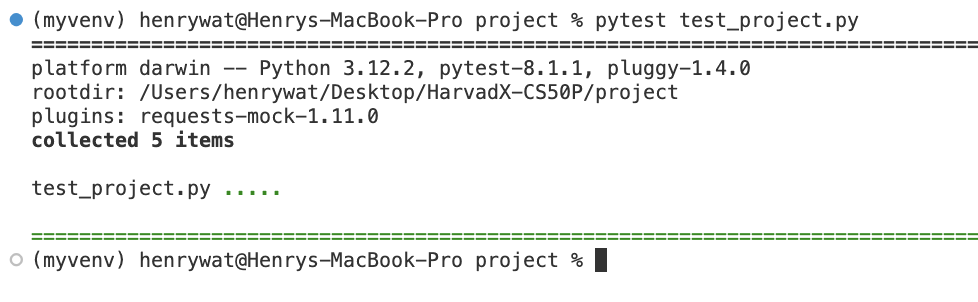 (myvenv) henrywat@Henrys-MacBook-Pro project % pytest test_project.py
===============================================================================
platform darwin -- Python 3.12.2, pytest-8.1.1, pluggy-1.4.0
rootdir: /Users/henrywat/Desktop/HarvadX-CS50P/project
plugins: requests-mock-1.11.0
collected 5 items
test_project.py .....
===============================================================================
(myvenv) henrywat@Henrys-MacBook-Pro project %